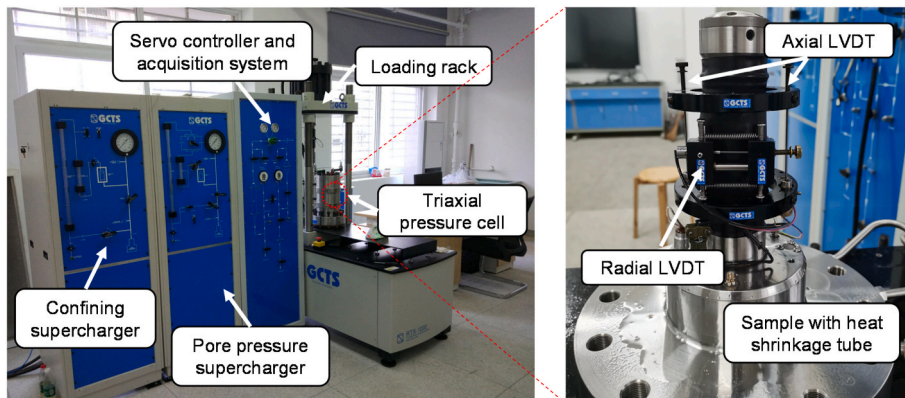 Servo controller and
acquisition system
Loading rack
GCTS
GCTS
GCTS
Triaxial
pressure cell
GCTS
Confining
supercharger
Pore pressure
supercharger
Axial LVDT
GCTS
GCTS
Radial LVDT
Sample with heat
shrinkage tube